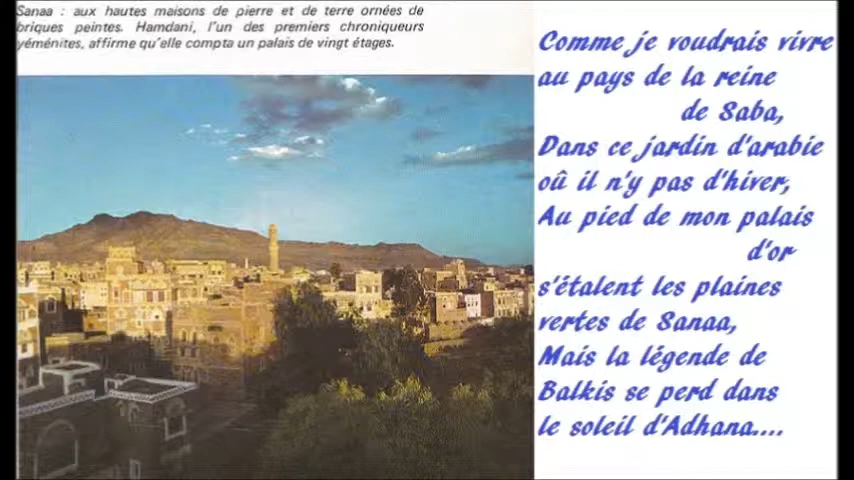 Sanaa : aux hautes maisons de pierre et de terre ornées de
briques peintes. Hamdani, l'un des premiers chroniqueurs
yéménites, affirme qu'elle compta un palais de vingt étages.
Comme je voudrais vivre
au pays de la reine
de Saba,
Dans ce jardin d'arabie
où il n'y pas d'hiver,
Au pied de mon palais
d'or
s'étalent les plaines
vertes de Sanaa,
Mais la légende de
Balkis se perd dans
le soleil d'Adhana....